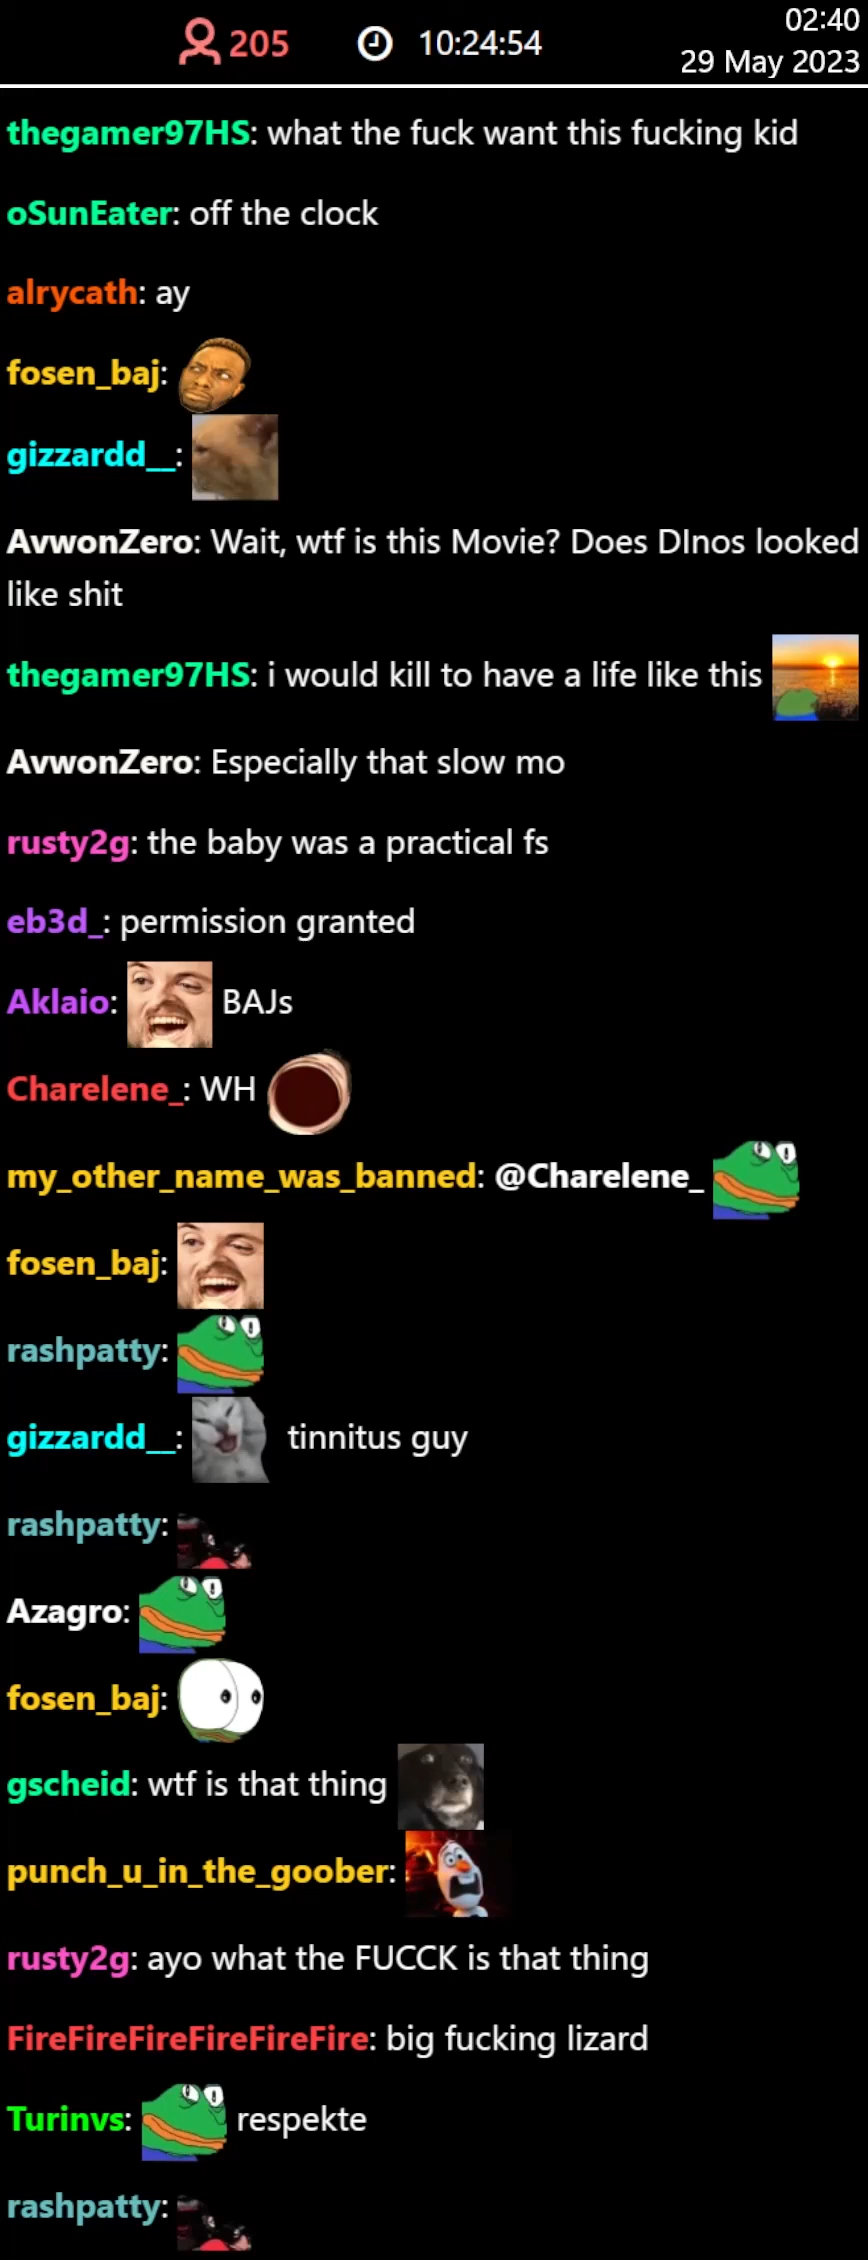 205 10:24:54 02:40
29 May 2023
thegamer97HS: what the fuck want this fucking kid
oSunEater: off the clock
alrycath: ay
fosen_baj:
gizzardd__:
AvwonZero: Wait, wtf is this Movie? Does DInos looked
like shit
thegamer97HS: i would kill to have a life like this
AvwonZero: Especially that slow mo
rusty2g: the baby was a practical fs
eb3d_: permission granted
Aklaio: BAJs
Charelene_: WH
my_other_name_was_banned: @Charelene_
fosen_baj:
rashpatty:
gizzardd__: tinnitus guy
rashpatty:
Azagro:
fosen_baj:
gscheid: wtf is that thing
punch_u_in_the_goober:
rusty2g: ayo what the FUCCK is that thing
FireFireFireFireFireFire: big fucking lizard
Turinvs: respekte
rashpatty: